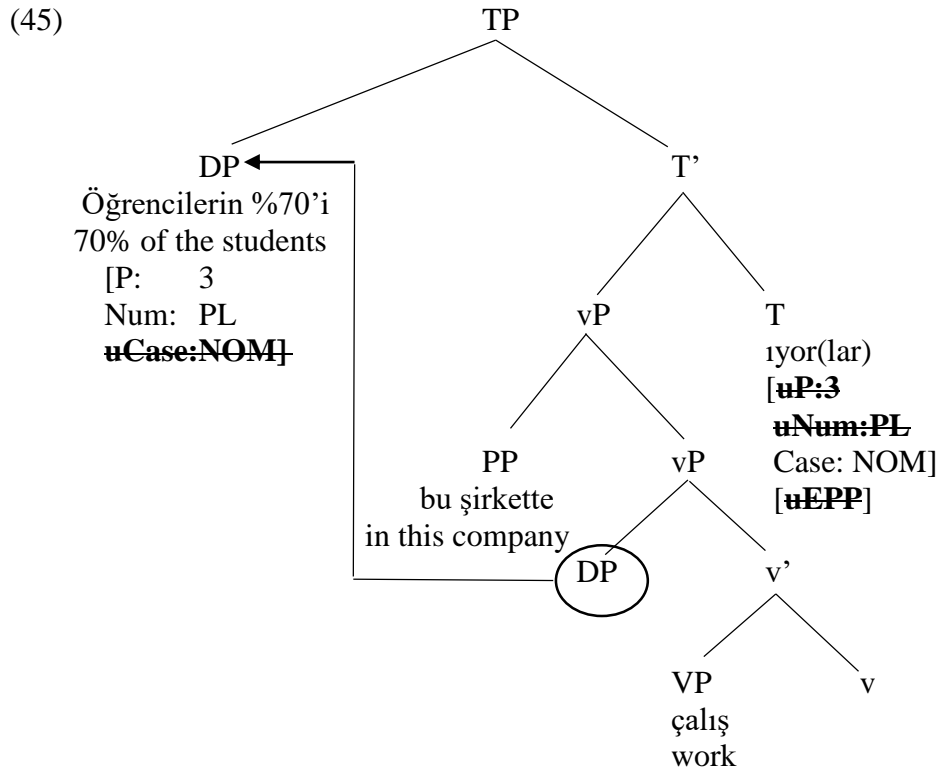 (45)
TP
DP
T’
Öğrencilerin %70’i
70% of the students
[P: 3
Num: PL
uCase:NOM]
vP
T
ıyor(lar)
[uP:3
uNum:PL
Case: NOM]
[uEPP]
PP
vP
bu şirkette
in this company
DP
v’
VP
v
çalış
work